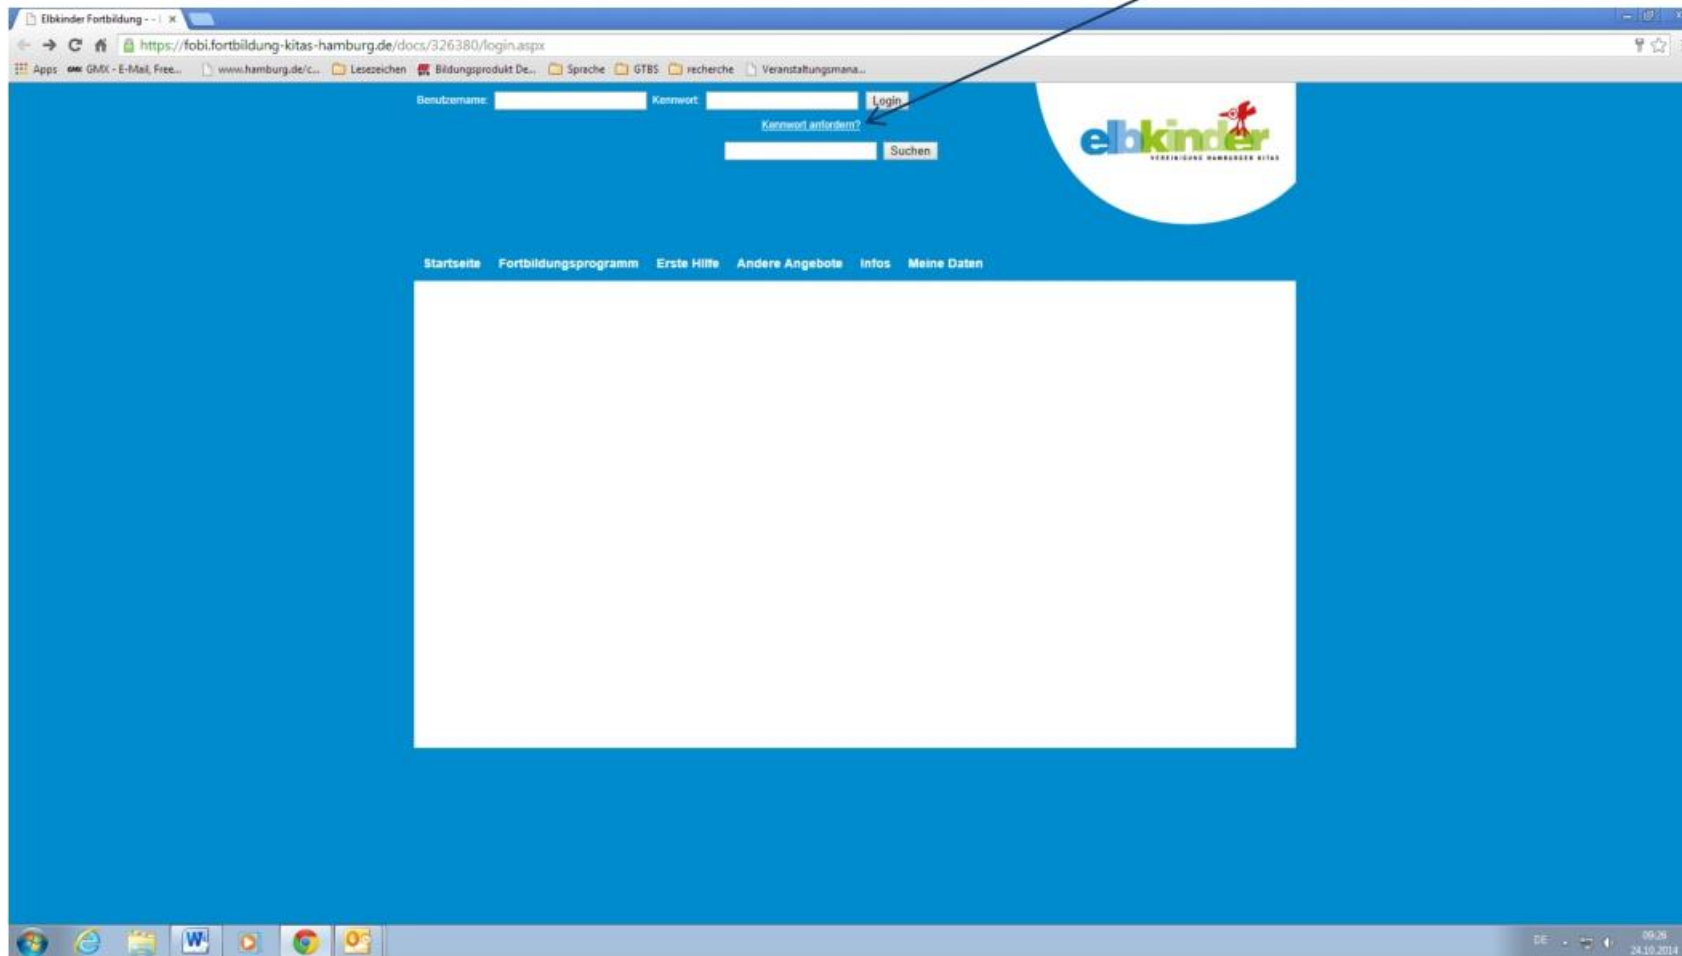 Elbkinder Fortbildung - - |
https://fobi.fortbildung-kitas-hamburg.de/docs/326380/login.aspx
Apps GMX - E-Mail, Free... www.hamburg.de/c... Lesezeichen Bildungsprodukt De... Sprache GTBS recherche Veranstaltungsmana...
Benutzername: Kennwort: Login
Kennwort anfordern?
Suchen
elbkinder
VEREINIGUNG HAMBURGER KITAS
Startseite Fortbildungsprogramm Erste Hilfe Andere Angebote Infos Meine Daten
DE 09:26
24.10.2014